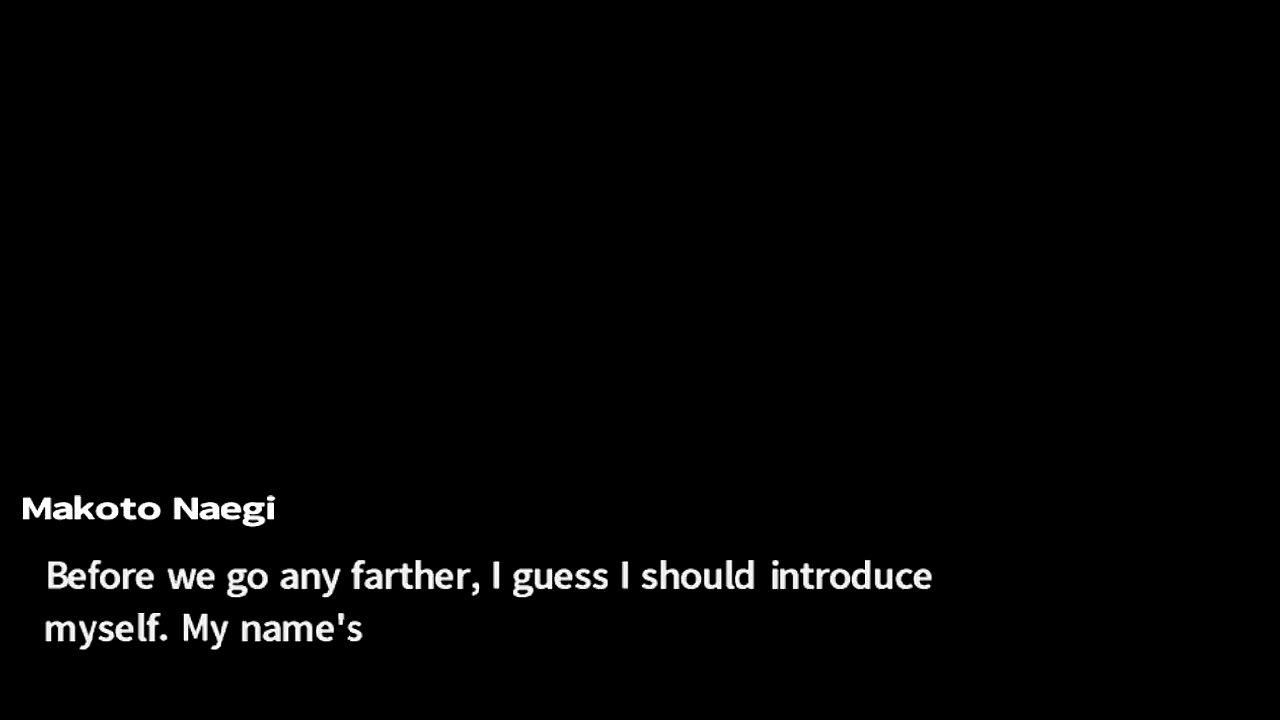 Makoto Naegi
Before we go any farther, I guess I should introduce
myself. My name's